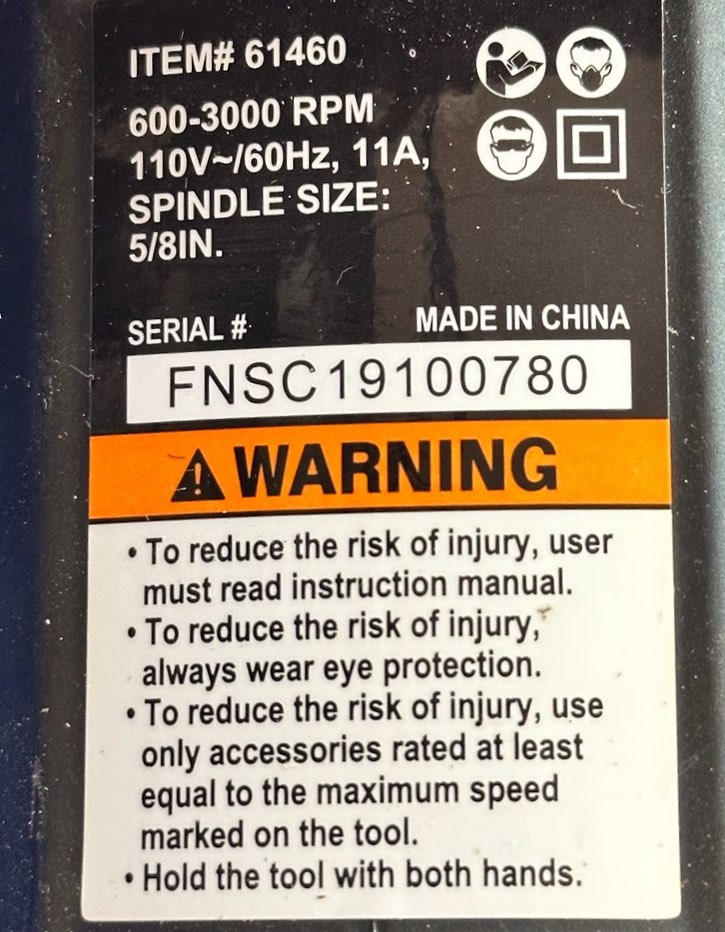 ITEM# 61460
600-3000 RPM
110V~/60Hz, 11A,
SPINDLE SIZE:
5/8IN.
SERIAL # MADE IN CHINA
FNSC19100780
WARNING
• To reduce the risk of injury, user
must read instruction manual.
• To reduce the risk of injury,
always wear eye protection.
• To reduce the risk of injury, use
only accessories rated at least
equal to the maximum speed
marked on the tool.
• Hold the tool with both hands.